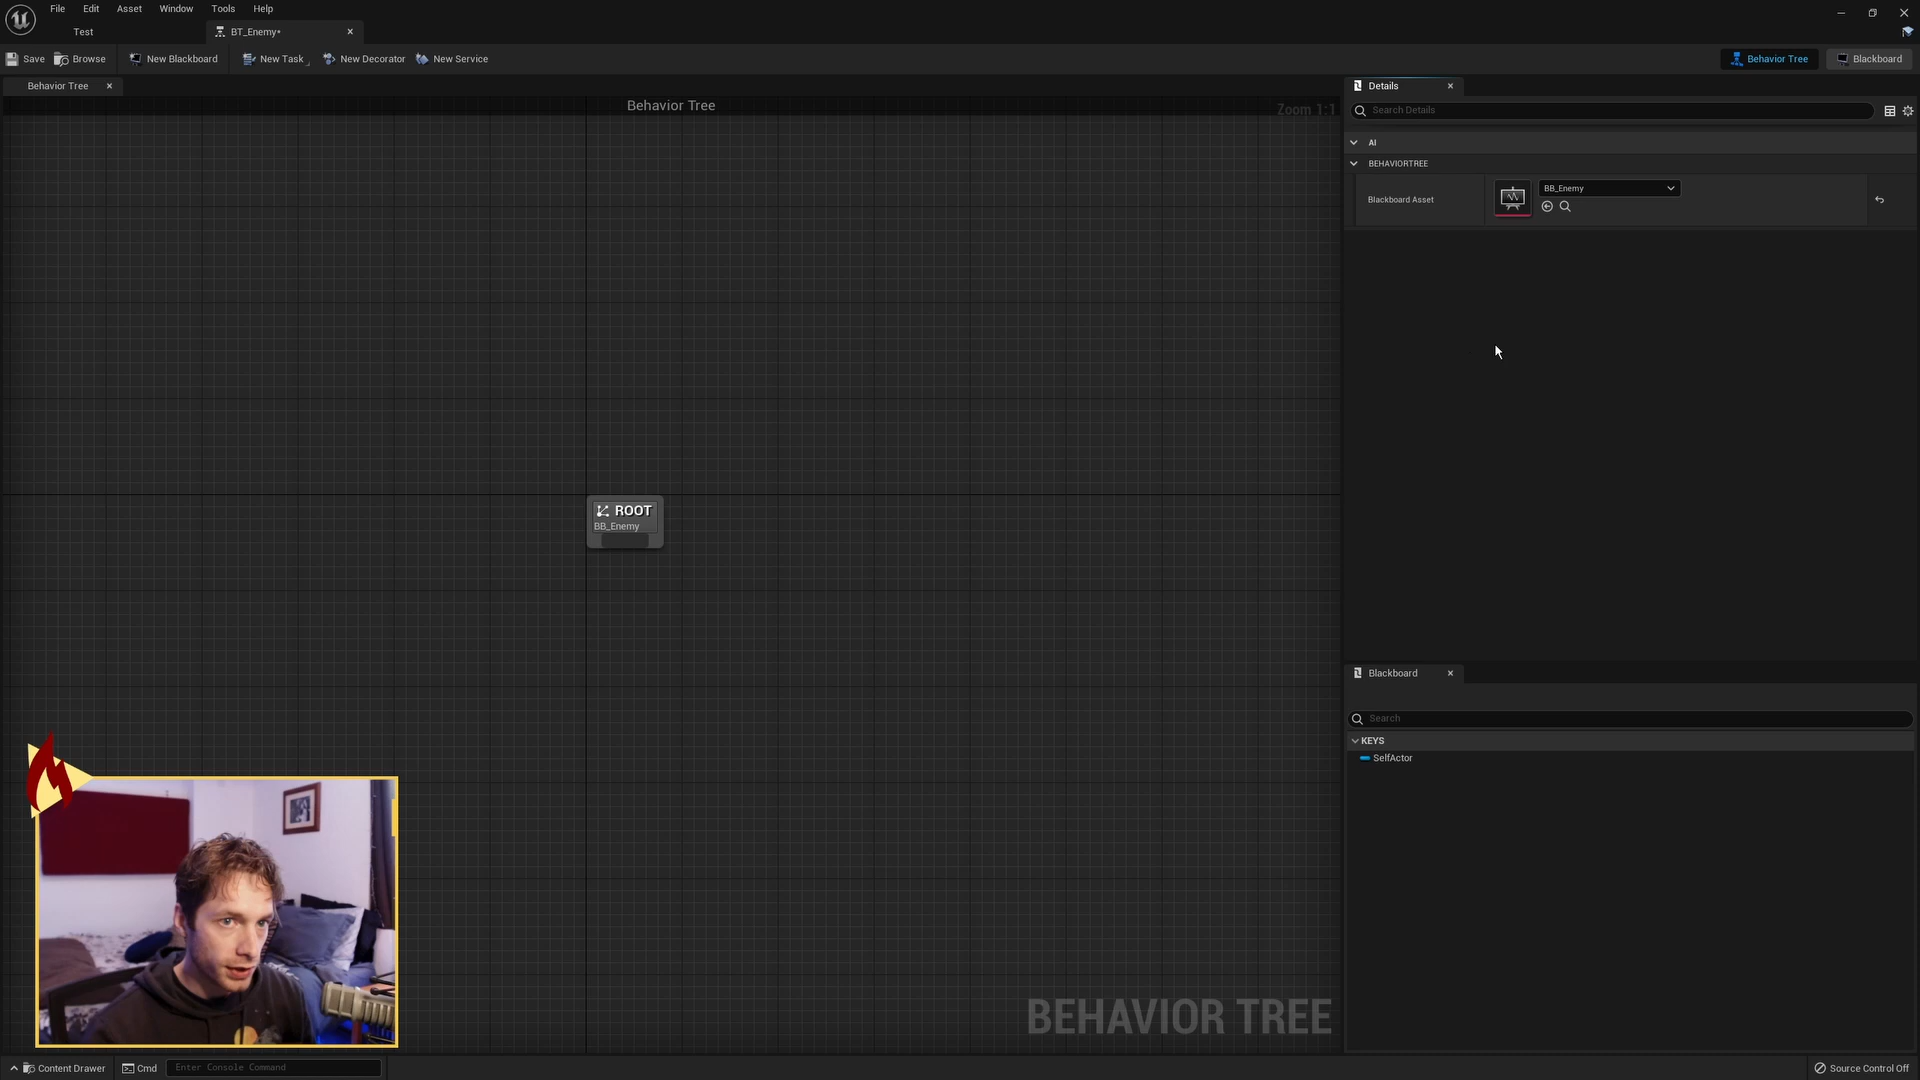 File Edit Asset Window Tools Help
Test
BT_Enemy•
Save Browse New Blackboard New Task New Decorator New Service
Behavior Tree Blackboard
Behavior Tree
Behavior Tree
Zoom 1:1
Details
Search Details
AI
BEHAVIORTREE
Blackboard Asset
BB_Enemy
ROOT
BB_Enemy
Blackboard
Search
KEYS
SelfActor
BEHAVIOR TREE
Content Drawer Cmd Enter Console Command Source Control Off